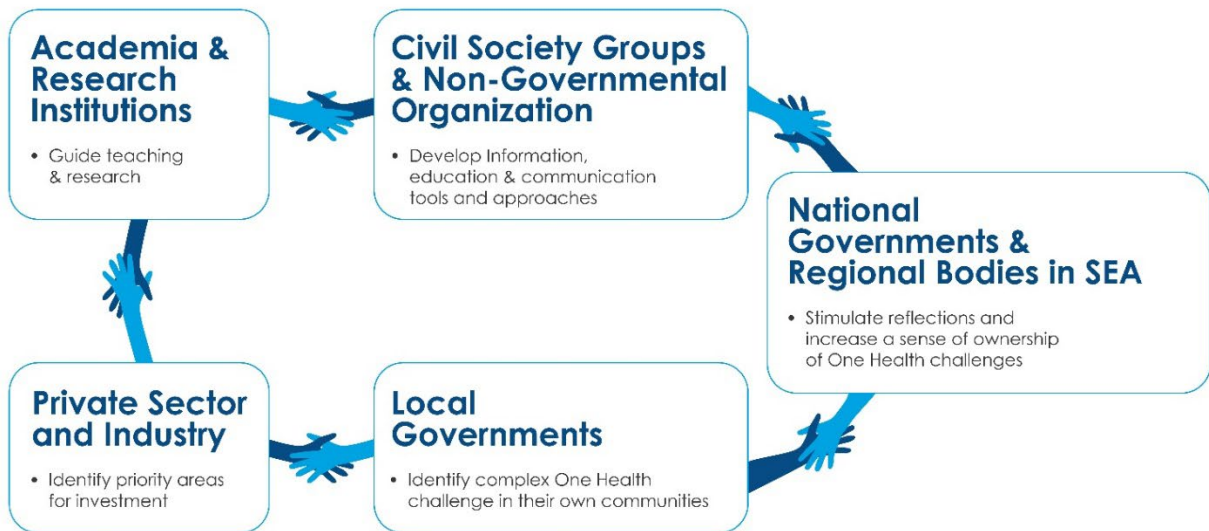 Academia &
Research
Institutions
• Guide teaching
& research
Civil Society Groups
& Non-Governmental
Organization
• Develop Information,
education & communication
tools and approaches
National
Governments &
Regional Bodies in SEA
• Stimulate reflections and
increase a sense of ownership
of One Health challenges
Private Sector
and Industry
• Identify priority areas
for investment
Local
Governments
• Identify complex One Health
challenge in their own communities